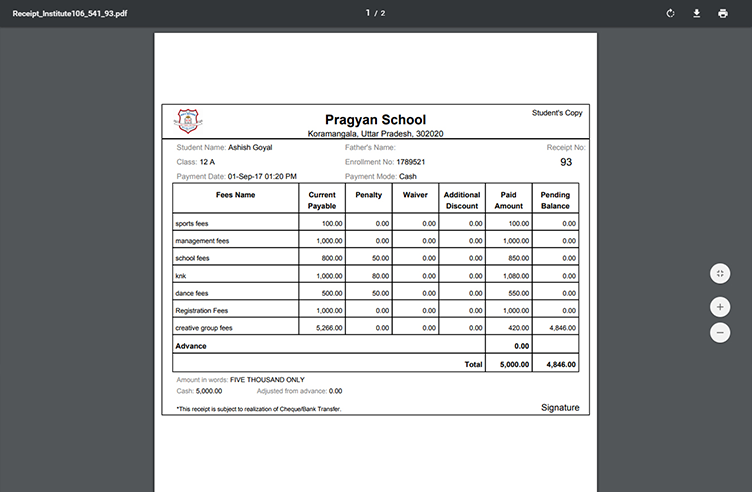 Receipt_Institute106_541_93.pdf 1 / 2
Student's Copy
Pragyan School
Koramangala, Uttar Pradesh, 302020
Student Name: Ashish Goyal Father's Name: Receipt No:
Class: 12 A Enrollment No: 1789521 93
Payment Date: 01-Sep-17 01:20 PM Payment Mode: Cash
Fees Name Current Payable Penalty Waiver Additional Discount Paid Amount Pending Balance
sports fees 100.00 0.00 0.00 0.00 100.00 0.00
management fees 1,000.00 0.00 0.00 0.00 1,000.00 0.00
school fees 800.00 50.00 0.00 0.00 850.00 0.00
knk 1,000.00 80.00 0.00 0.00 1,080.00 0.00
dance fees 500.00 50.00 0.00 0.00 550.00 0.00
Registration Fees 1,000.00 0.00 0.00 0.00 1,000.00 0.00
creative group fees 5,266.00 0.00 0.00 0.00 420.00 4,846.00
Advance 0.00
Total 5,000.00 4,846.00
Amount in words: FIVE THOUSAND ONLY
Cash: 5,000.00 Adjusted from advance: 0.00
*This receipt is subject to realization of Cheque/Bank Transfer. Signature